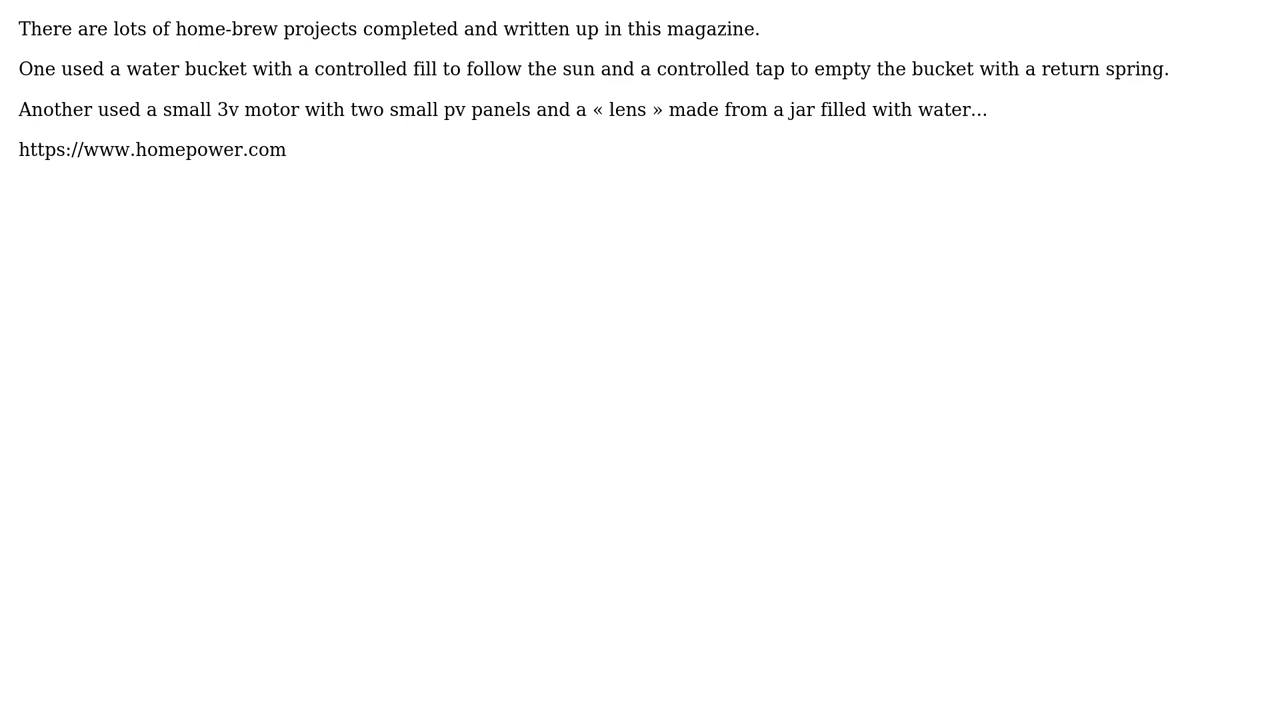 There are lots of home-brew projects completed and written up in this magazine.
One used a water bucket with a controlled fill to follow the sun and a controlled tap to empty the bucket with a return spring.
Another used a small 3v motor with two small pv panels and a « lens » made from a jar filled with water...
https://www.homepower.com